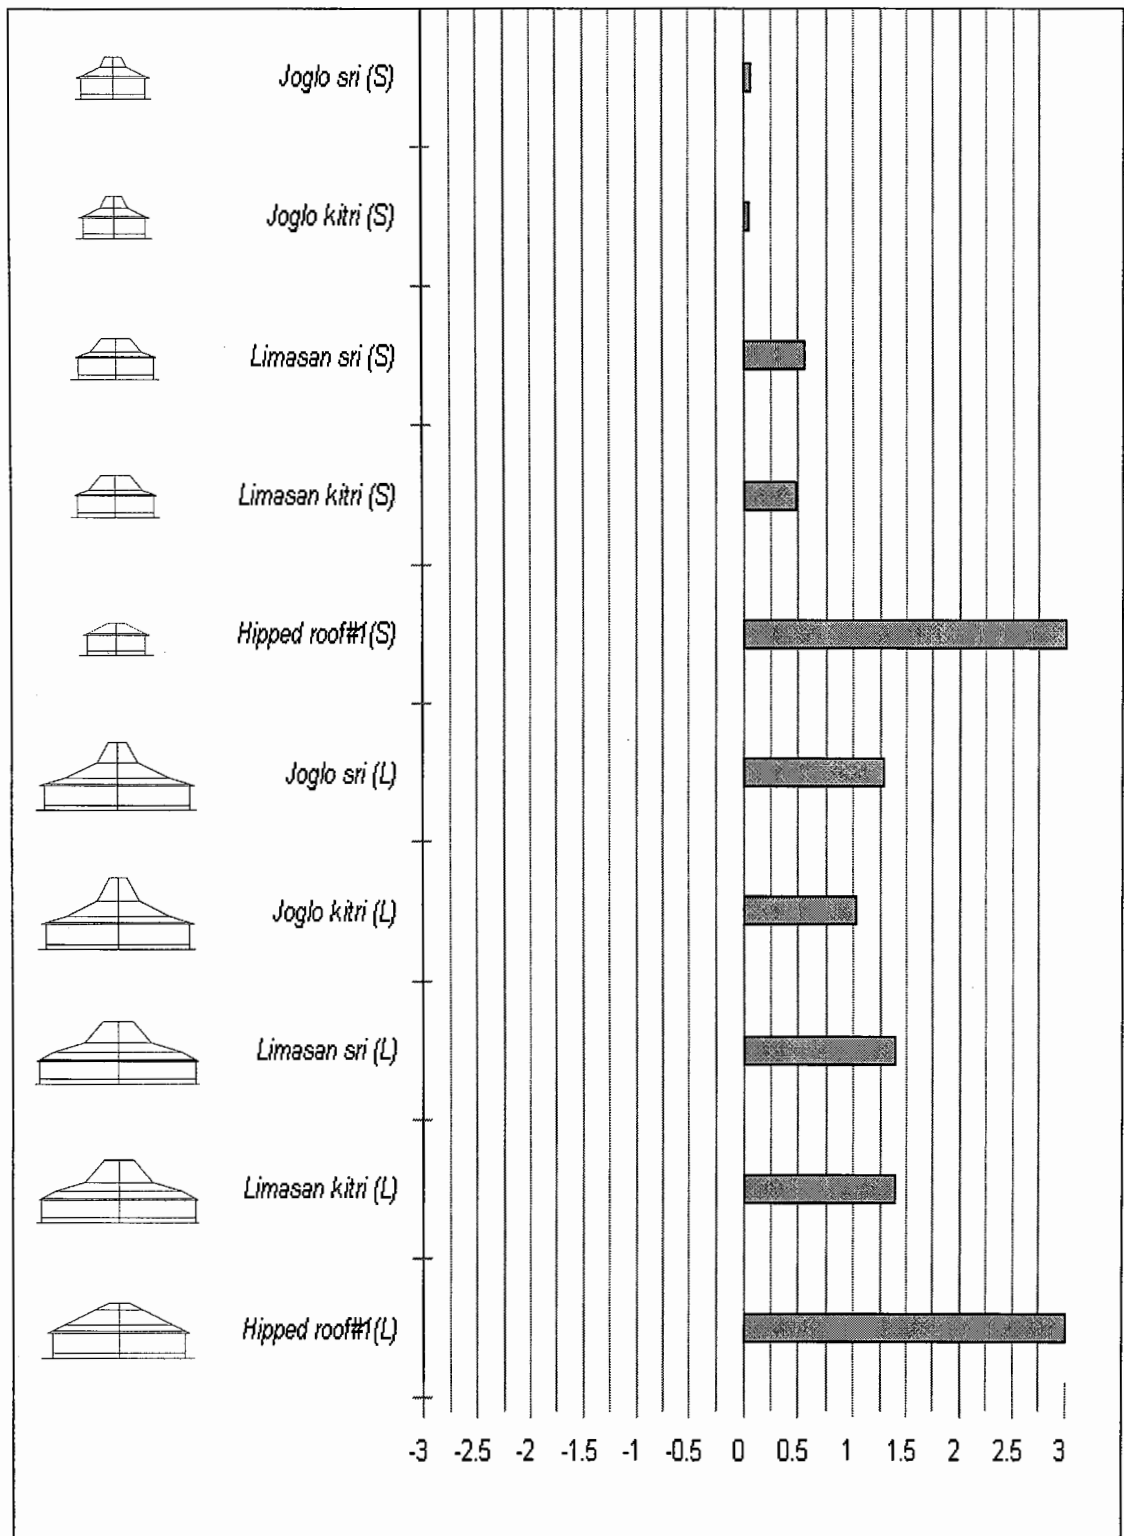 Joglo sri (S)
Joglo kitri (S)
Limasan sri (S)
Limasan kitri (S)
Hipped roof#1(S)
Joglo sri (L)
Joglo kitri (L)
Limasan sri (L)
Limasan kitri (L)
Hipped roof#1(L)
-3 -2.5 -2 -1.5 -1 -0.5 0 0.5 1 1.5 2 2.5 3